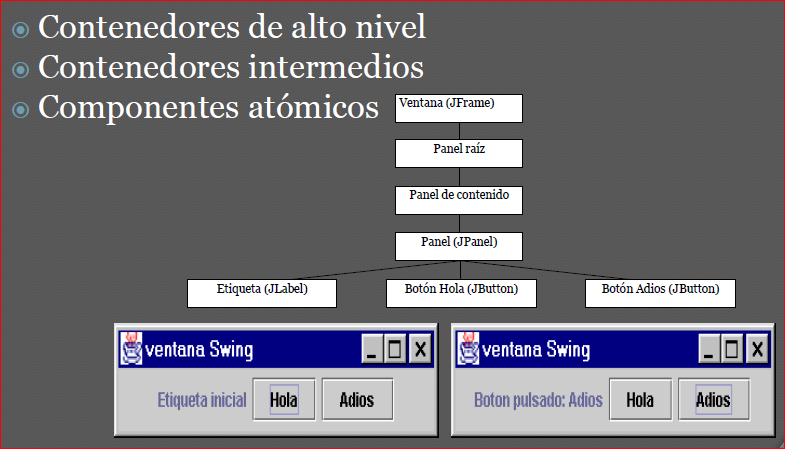 Contenedores de alto nivel
Contenedores intermedios
Componentes atómicos
Ventana (JFrame)
Panel raíz
Panel de contenido
Panel (JPanel)
Etiqueta (JLabel)
Botón Hola (JButton)
Botón Adios (JButton)
ventana Swing
Etiqueta inicial
Hola
Adios
ventana Swing
Boton pulsado: Adios
Hola
Adios